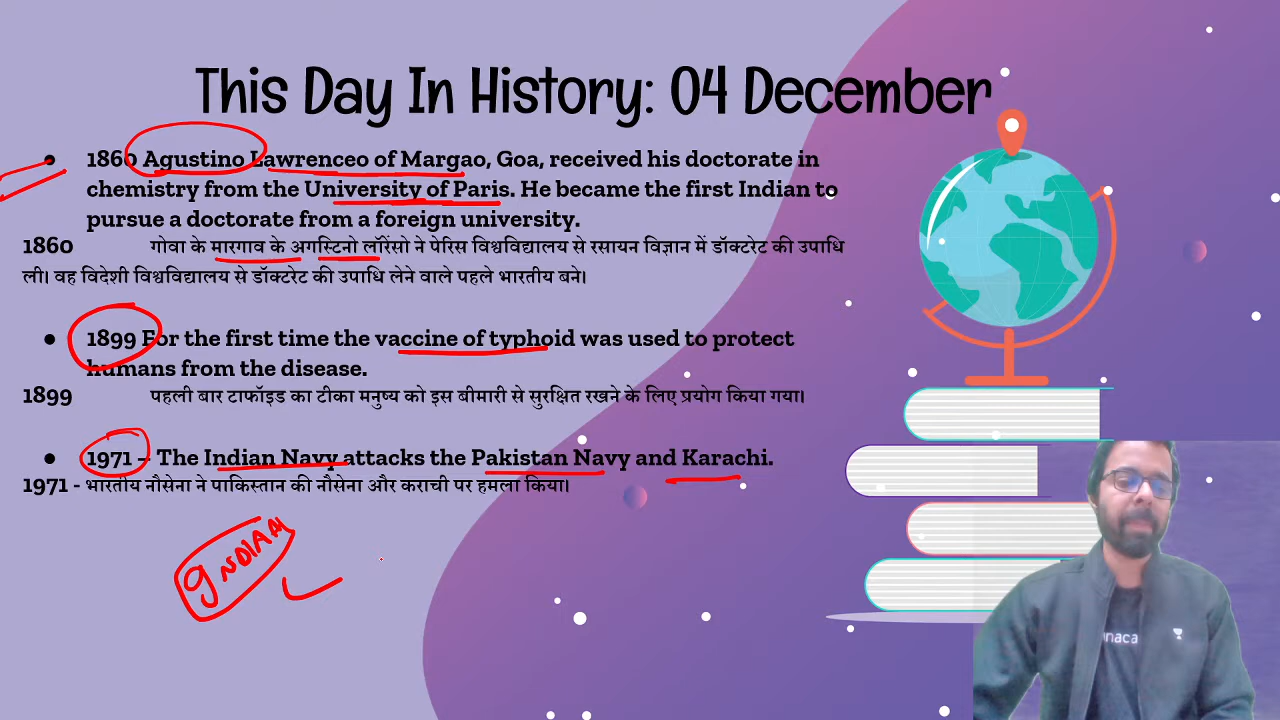 This Day In History: 04 December
● 1860 Agustino Lawrenceo of Margao, Goa, received his doctorate in
chemistry from the University of Paris. He became the first Indian to
pursue a doctorate from a foreign university.
1860 गोवा के मारगाव के अगस्टिनो लॉरेंसो ने पेरिस विश्वविद्यालय से रसायन विज्ञान में डॉक्टरेट की उपाधि
ली। वह विदेशी विश्वविद्यालय से डॉक्टरेट की उपाधि लेने वाले पहले भारतीय बने।
● 1899 For the first time the vaccine of typhoid was used to protect
humans from the disease.
1899 पहली बार टाफॉइड का टीका मनुष्य को इस बीमारी से सुरक्षित रखने के लिए प्रयोग किया गया।
● 1971 – The Indian Navy attacks the Pakistan Navy and Karachi.
1971 - भारतीय नौसेना ने पाकिस्तान की नौसेना और कराची पर हमला किया।
INDIAN
naca